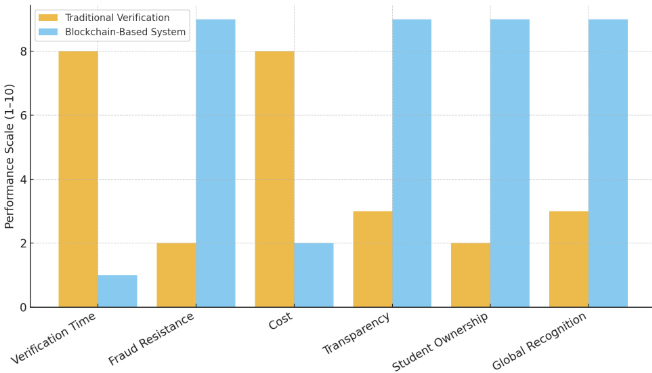 Traditional Verification
Blockchain-Based System
Performance Scale (1–10)
8
6
4
2
0
Verification Time
Fraud Resistance
Cost
Transparency
Student Ownership
Global Recognition